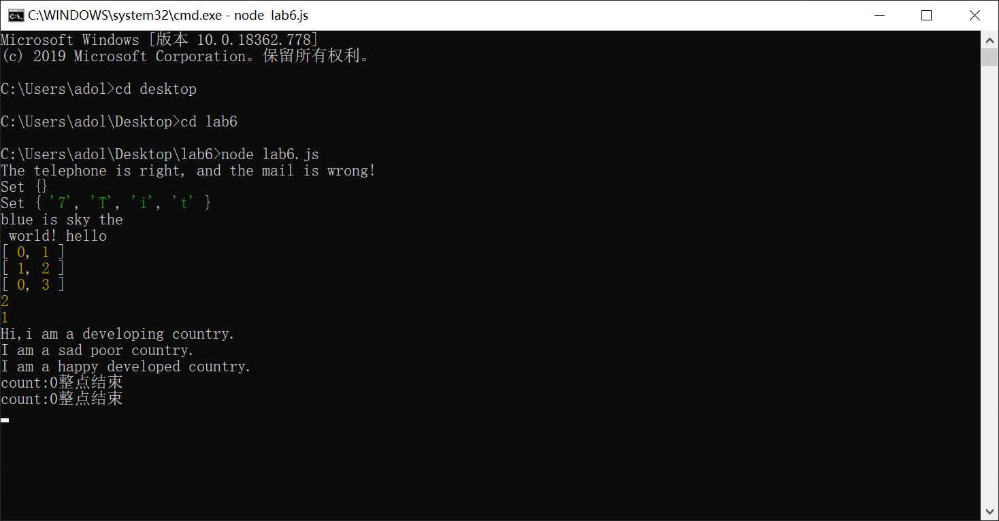 C:\WINDOWS\system32\cmd.exe - node  lab6.js
Microsoft Windows [版本 10.0.18362.778]
(c) 2019 Microsoft Corporation。保留所有权利。
C:\Users\adol>cd desktop
C:\Users\adol\Desktop>cd lab6
C:\Users\adol\Desktop\lab6>node lab6.js
The telephone is right, and the mail is wrong!
Set {}
Set { '7', 'T', 'i', 't' }
blue is sky the
 world! hello
[ 0, 1 ]
[ 1, 2 ]
[ 0, 3 ]
2
1
Hi,i am a developing country.
I am a sad poor country.
I am a happy developed country.
count:0整点结束
count:0整点结束